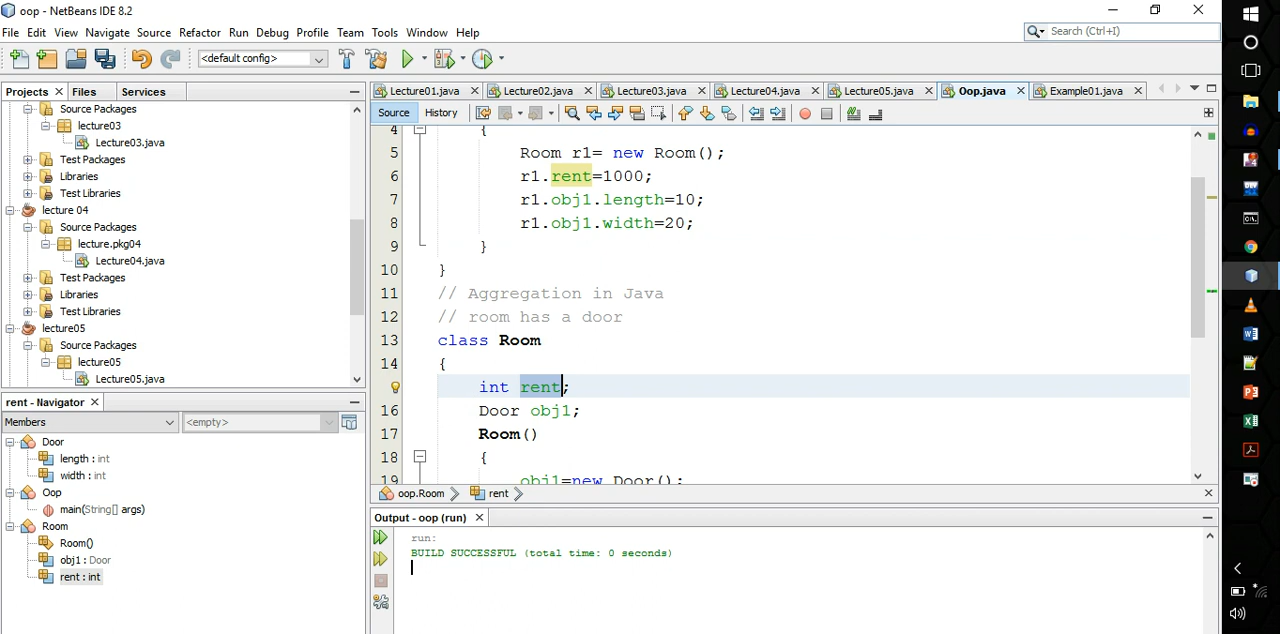 oop - NetBeans IDE 8.2
File Edit View Navigate Source Refactor Run Debug Profile Team Tools Window Help
Search (Ctrl+I)
<default config>
Projects Files Services
Source Packages
lecture03
Lecture03.java
Test Packages
Libraries
Test Libraries
lecture 04
Source Packages
lecture.pkg04
Lecture04.java
Test Packages
Libraries
Test Libraries
lecture05
Source Packages
lecture05
Lecture05.java
rent - Navigator
Members
<empty>
Door
length : int
width : int
Oop
main(String[] args)
Room
Room()
obj1 : Door
rent : int
Lecture01.java Lecture02.java Lecture03.java Lecture04.java Lecture05.java Oop.java Example01.java
Source History
4 {
5 Room r1= new Room();
6 r1.rent=1000;
7 r1.obj1.length=10;
8 r1.obj1.width=20;
9 }
10 }
11 // Aggregation in Java
12 // room has a door
13 class Room
14 {
int rent;
16 Door obj1;
17 Room()
18 {
19 obj1=new Door();
oop.Room rent
Output - oop (run)
run:
BUILD SUCCESSFUL (total time: 0 seconds)